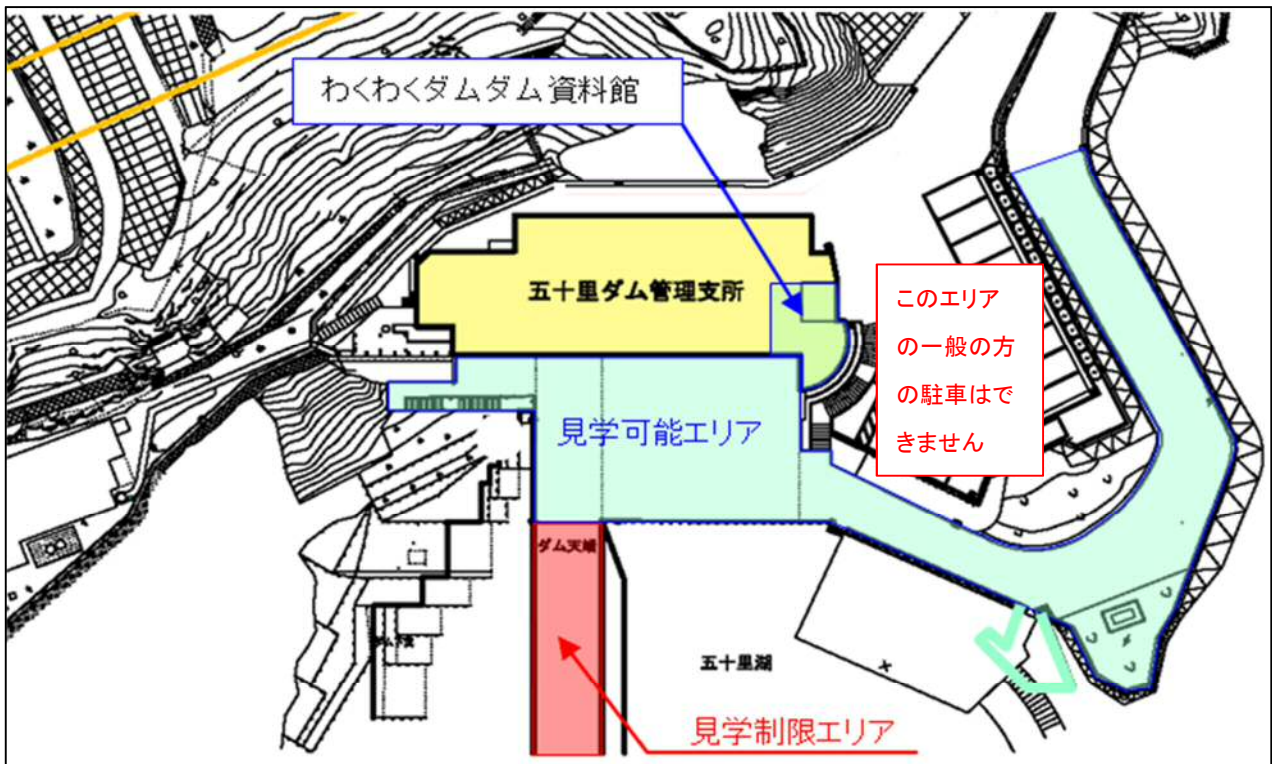 わくわくダムダム資料館
五十里ダム管理支所
このエリア
の一般の方
の駐車はで
きません
見学可能エリア
ダム天端
五十里湖
見学制限エリア